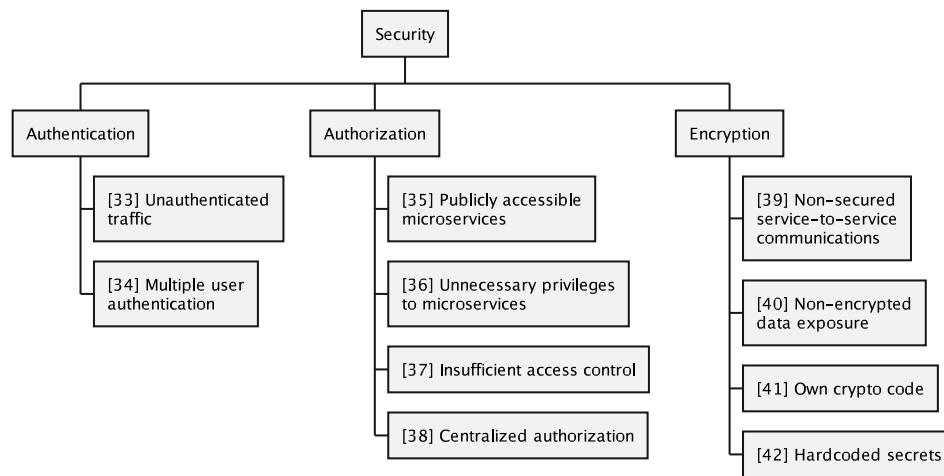 Security
Authentication
[33] Unauthenticated
traffic
[34] Multiple user
authentication
Authorization
[35] Publicly accessible
microservices
[36] Unnecessary privileges
to microservices
[37] Insufficient access control
[38] Centralized authorization
Encryption
[39] Non-secured
service-to-service
communications
[40] Non-encrypted
data exposure
[41] Own crypto code
[42] Hardcoded secrets